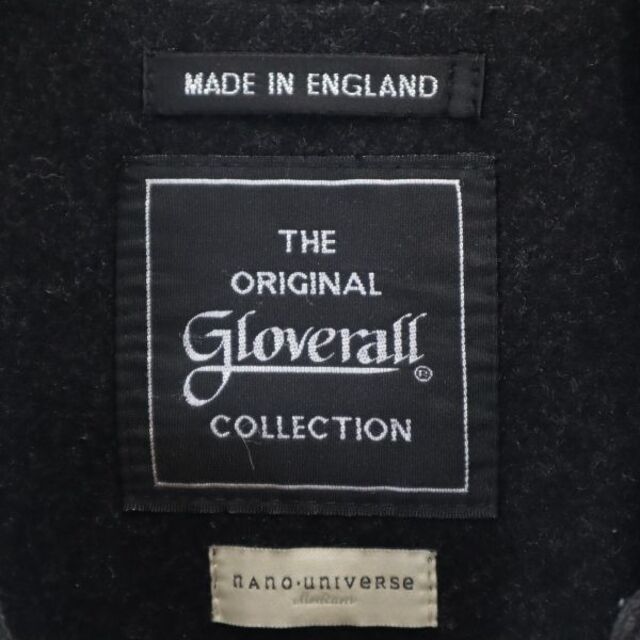 MADE IN ENGLAND
THE
ORIGINAL
Gloverall®
COLLECTION
nano·universe